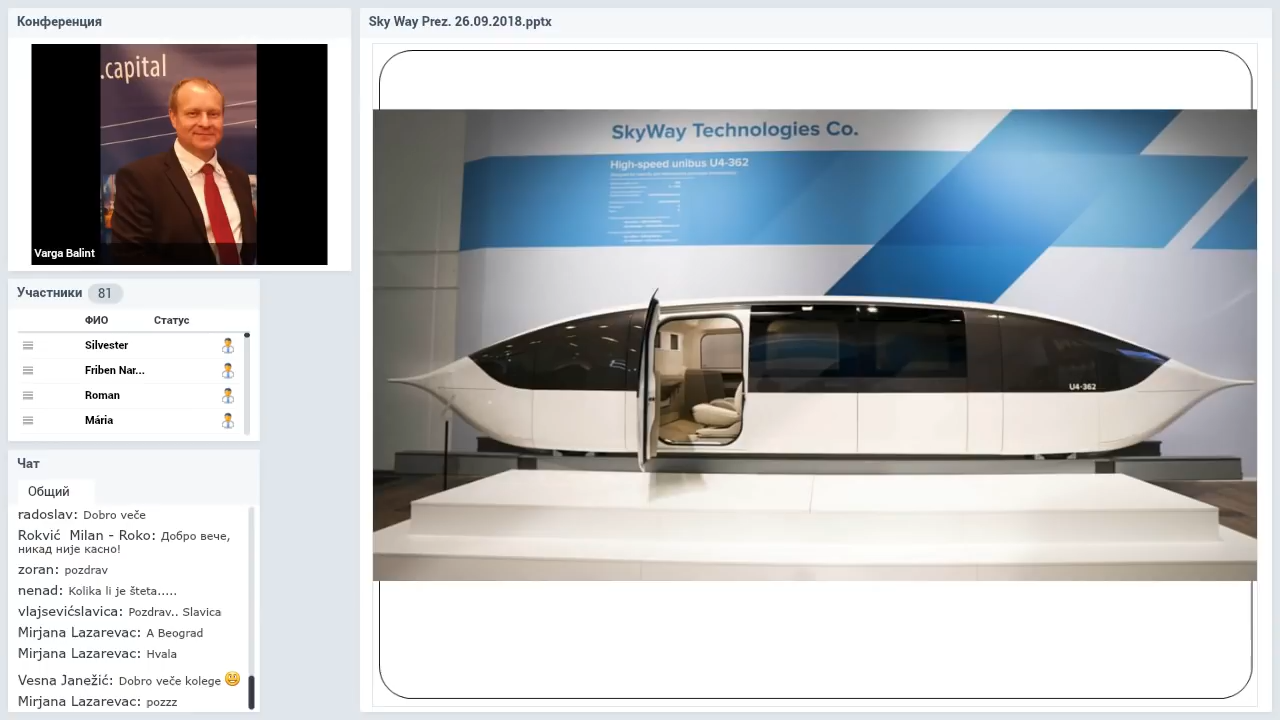 Конференция
.capital
Varga Balint
Участники 81
ФИО Статус
Silvester
Friben Nar...
Roman
Mária
Чат
Общий
radoslav: Dobro veče
Rokvić Milan - Roko: Добро вече,
никад није касно!
zoran: pozdrav
nenad: Kolika li je šteta.....
vlajsevićslavica: Pozdrav.. Slavica
Mirjana Lazarevac: A Beograd
Mirjana Lazarevac: Hvala
Vesna Janežić: Dobro veče kolege
Mirjana Lazarevac: pozzz
Sky Way Prez. 26.09.2018.pptx
SkyWay Technologies Co.
High-speed unibus U4-362
U4-362